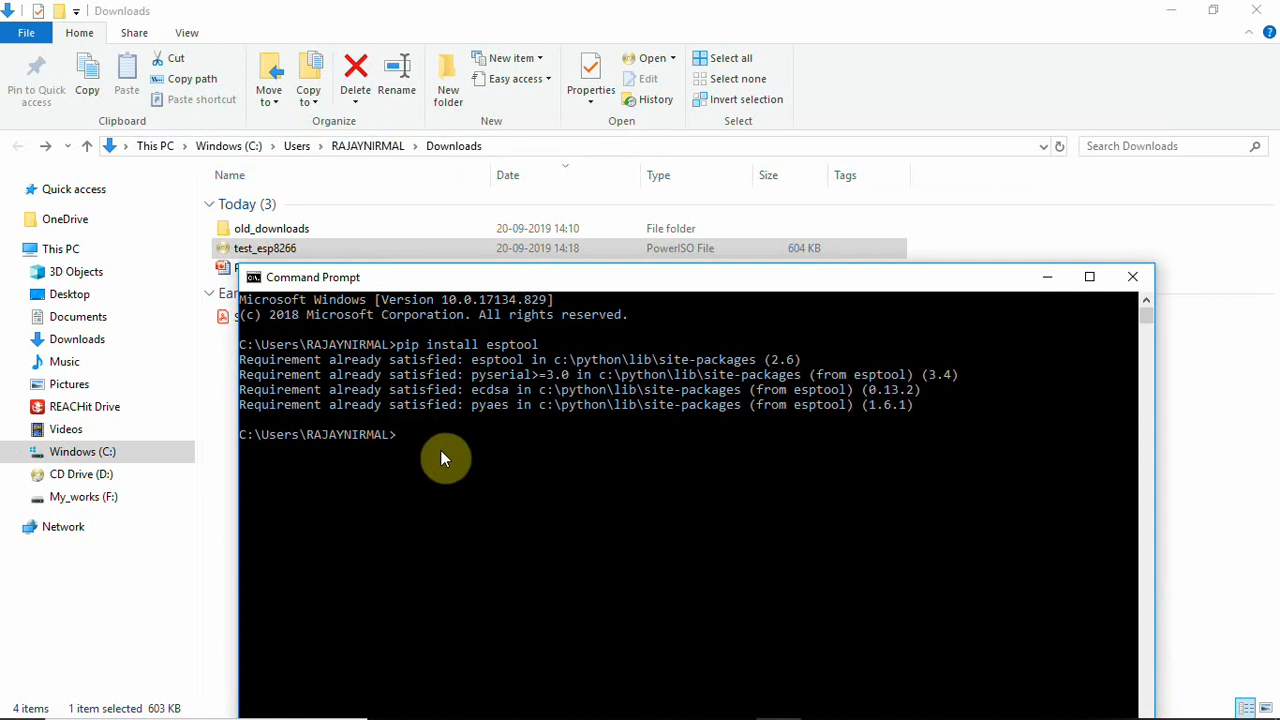 Downloads
File Home Share View
Pin to Quick access
Copy
Paste
Cut
Copy path
Paste shortcut
Clipboard
Move to
Copy to
Delete
Rename
Organize
New folder
New item
Easy access
New
Properties
Open
Edit
History
Open
Select all
Select none
Invert selection
Select
This PC > Windows (C:) > Users > RAJAYNIRMAL > Downloads
Search Downloads
Name Date Type Size Tags
Today (3)
old_downloads 20-09-2019 14:10 File folder
test_esp8266 20-09-2019 14:18 PowerISO File 604 KB
Quick access
OneDrive
This PC
3D Objects
Desktop
Documents
Downloads
Music
Pictures
REACHit Drive
Videos
Windows (C:)
CD Drive (D:)
My_works (F:)
Network
Command Prompt
Microsoft Windows [Version 10.0.17134.829]
(c) 2018 Microsoft Corporation. All rights reserved.
C:\Users\RAJAYNIRMAL>pip install esptool
Requirement already satisfied: esptool in c:\python\lib\site-packages (2.6)
Requirement already satisfied: pyserial>=3.0 in c:\python\lib\site-packages (from esptool) (3.4)
Requirement already satisfied: ecdsa in c:\python\lib\site-packages (from esptool) (0.13.2)
Requirement already satisfied: pyaes in c:\python\lib\site-packages (from esptool) (1.6.1)
C:\Users\RAJAYNIRMAL>
4 items 1 item selected 603 KB